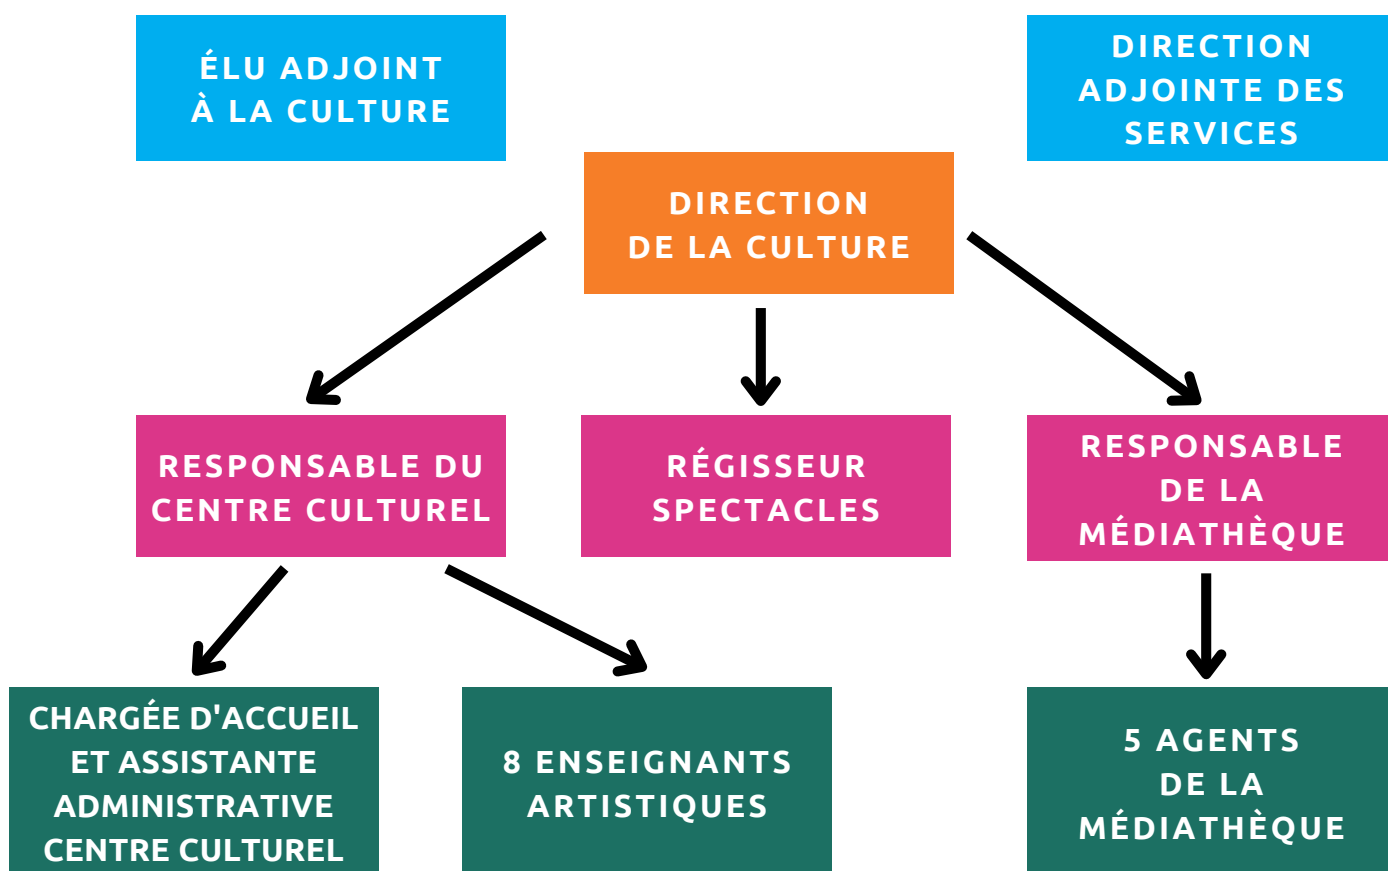 ÉLU ADJOINT
À LA CULTURE
DIRECTION
ADJOINTE DES
SERVICES
DIRECTION
DE LA CULTURE
RESPONSABLE DU
CENTRE CULTUREL
RÉGISSEUR
SPECTACLES
RESPONSABLE
DE LA
MÉDIATHÈQUE
CHARGÉE D'ACCUEIL
ET ASSISTANTE
ADMINISTRATIVE
CENTRE CULTUREL
8 ENSEIGNANTS
ARTISTIQUES
5 AGENTS
DE LA
MÉDIATHÈQUE